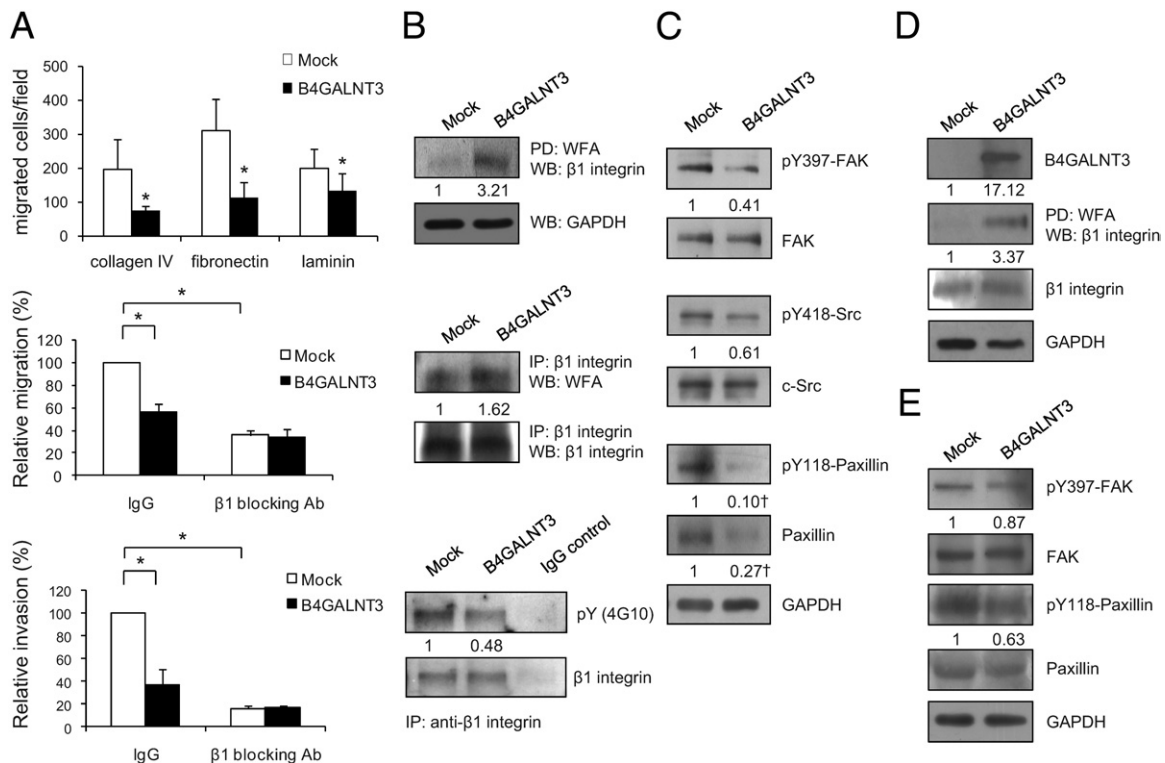 A
Mock
B4GALNT3
migrated cells/field
500
400
300
200
100
0
*
*
*
collagen IV fibronectin laminin
Relative migration (%)
120
100
80
60
40
20
0
*
*
Mock
B4GALNT3
IgG β1 blocking Ab
Relative invasion (%)
120
100
80
60
40
20
0
*
*
Mock
B4GALNT3
IgG β1 blocking Ab
B
Mock B4GALNT3
PD: WFA
WB: β1 integrin
1 3.21
WB: GAPDH
Mock B4GALNT3
IP: β1 integrin
WB: WFA
1 1.62
IP: β1 integrin
WB: β1 integrin
Mock B4GALNT3 IgG control
pY (4G10)
1 0.48
β1 integrin
IP: anti-β1 integrin
C
Mock B4GALNT3
pY397-FAK
1 0.41
FAK
pY418-Src
1 0.61
c-Src
pY118-Paxillin
1 0.10†
Paxillin
1 0.27†
GAPDH
D
Mock B4GALNT3
B4GALNT3
1 17.12
PD: WFA
WB: β1 integrin
1 3.37
β1 integrin
GAPDH
E
Mock B4GALNT3
pY397-FAK
1 0.87
FAK
pY118-Paxillin
1 0.63
Paxillin
GAPDH